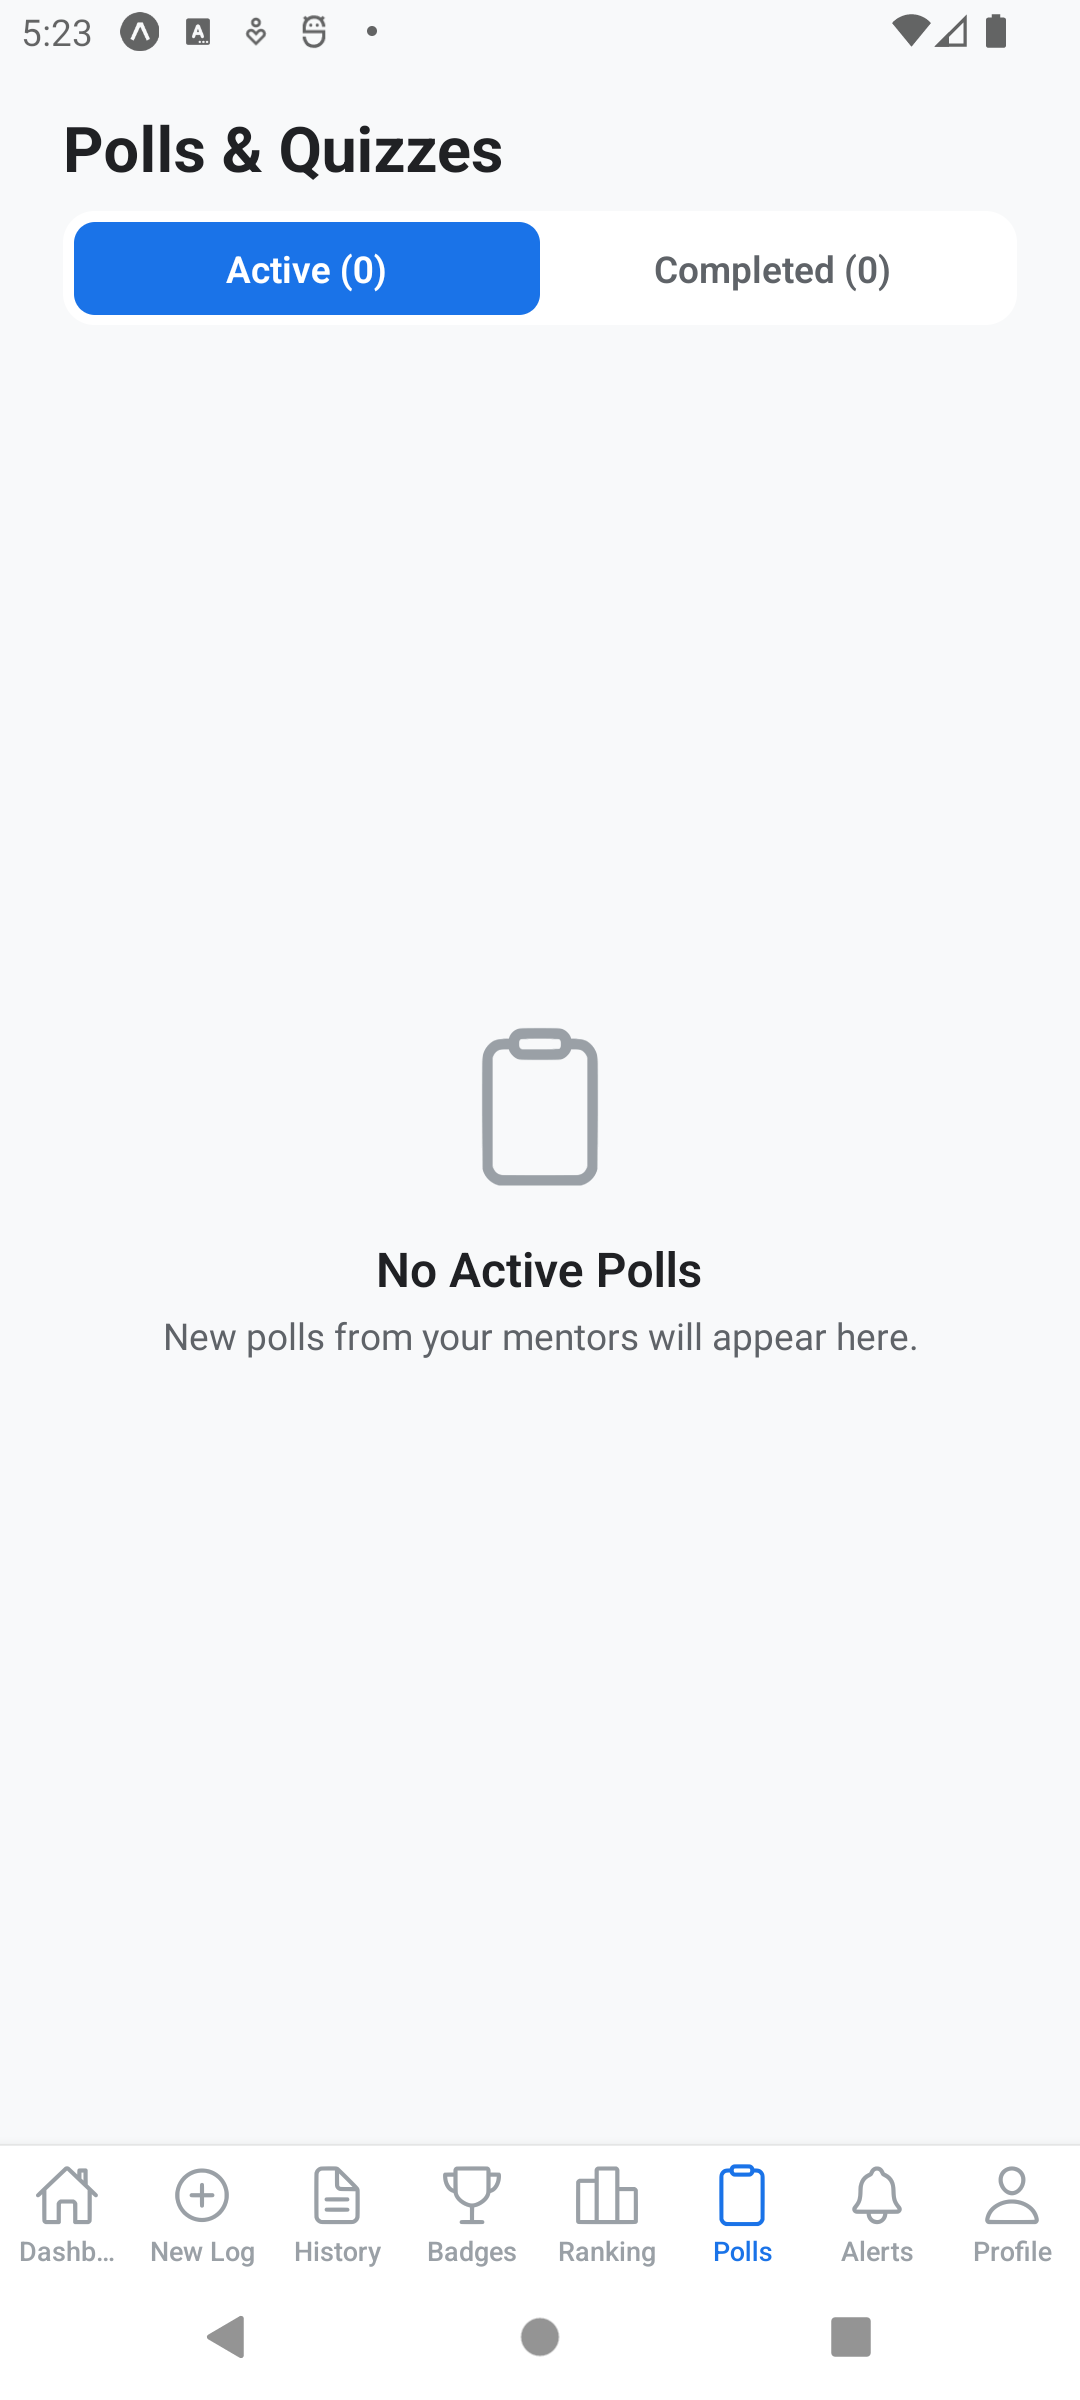 5:23
Polls & Quizzes
Active (0)
Completed (0)
No Active Polls
New polls from your mentors will appear here.
Dashb...
New Log
History
Badges
Ranking
Polls
Alerts
Profile